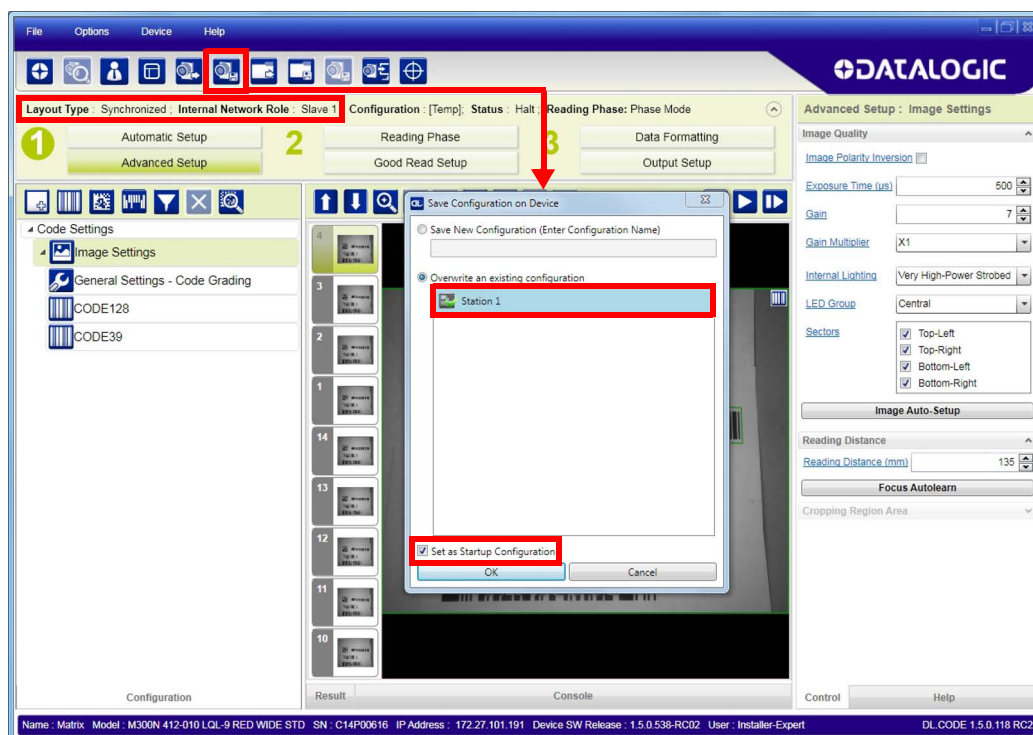 File Options Device Help
DATALOGIC
Layout Type : Synchronized ; Internal Network Role : Slave 1 Configuration : [Temp]; Status : Halt ; Reading Phase: Phase Mode
1 Automatic Setup 2 Reading Phase 3 Data Formatting
Advanced Setup Good Read Setup Output Setup
Advanced Setup : Image Settings
Image Quality
Image Polarity Inversion
Exposure Time (µs) 500
Gain 7
Gain Multiplier X1
Internal Lighting Very High-Power Strobed
LED Group Central
Sectors Top-Left
Top-Right
Bottom-Left
Bottom-Right
Image Auto-Setup
Reading Distance
Reading Distance (mm) 135
Focus Autolearn
Cropping Region Area
Code Settings
Image Settings
General Settings - Code Grading
CODE128
CODE39
4
3
2
1
14
13
12
11
10
DL Save Configuration on Device
Save New Configuration (Enter Configuration Name)
Overwrite an existing configuration
Station 1
Set as Startup Configuration
OK Cancel
Configuration Result Console Control Help
Name : Matrix Model : M300N 412-010 LQL-9 RED WIDE STD SN : C14P00616 IP Address : 172.27.101.191 Device SW Release : 1.5.0.538-RC02 User : Installer-Expert DL.CODE 1.5.0.118 RC2